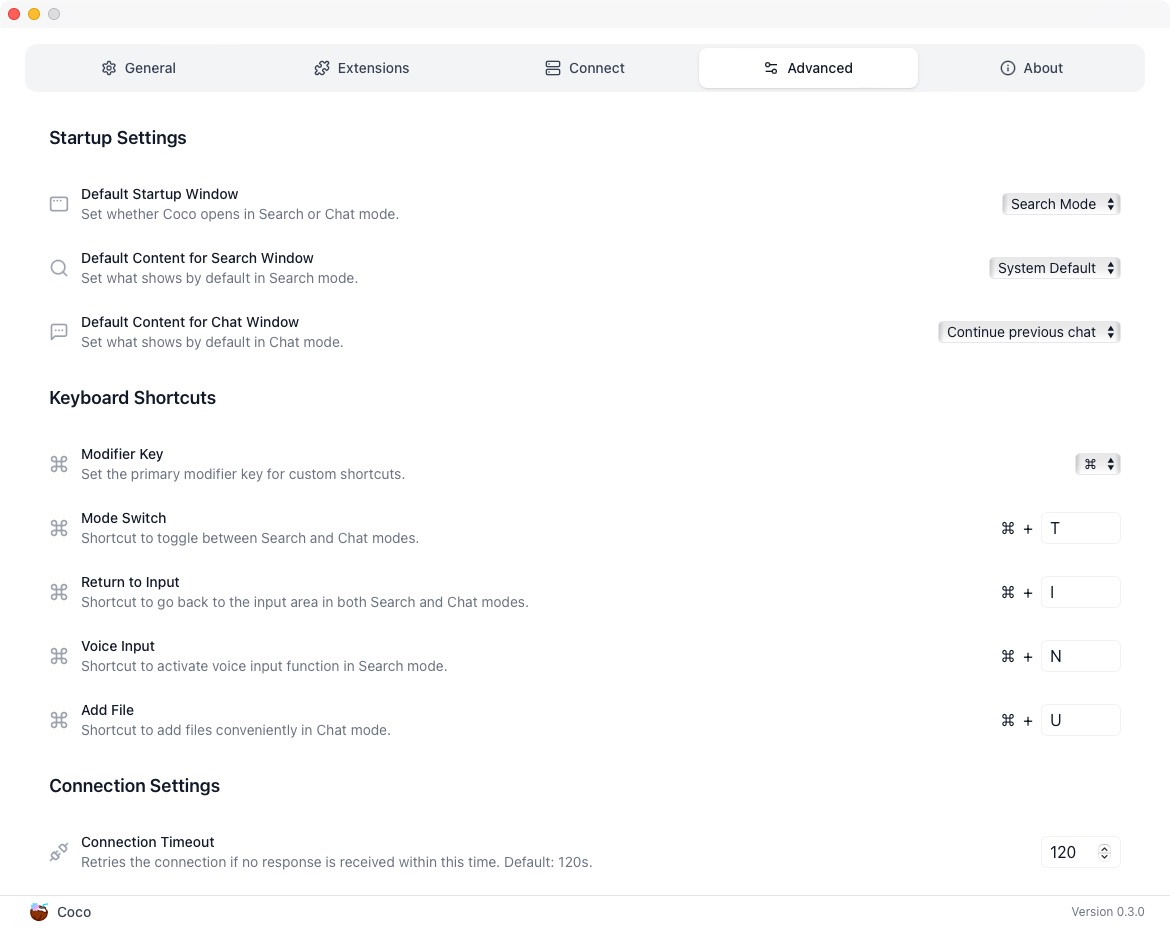 General Extensions Connect Advanced About
Startup Settings
Default Startup Window
Set whether Coco opens in Search or Chat mode.
Search Mode
Default Content for Search Window
Set what shows by default in Search mode.
System Default
Default Content for Chat Window
Set what shows by default in Chat mode.
Continue previous chat
Keyboard Shortcuts
Modifier Key
Set the primary modifier key for custom shortcuts.
⌘
Mode Switch
Shortcut to toggle between Search and Chat modes.
⌘ + T
Return to Input
Shortcut to go back to the input area in both Search and Chat modes.
⌘ + I
Voice Input
Shortcut to activate voice input function in Search mode.
⌘ + N
Add File
Shortcut to add files conveniently in Chat mode.
⌘ + U
Connection Settings
Connection Timeout
Retries the connection if no response is received within this time. Default: 120s.
120
Coco
Version 0.3.0